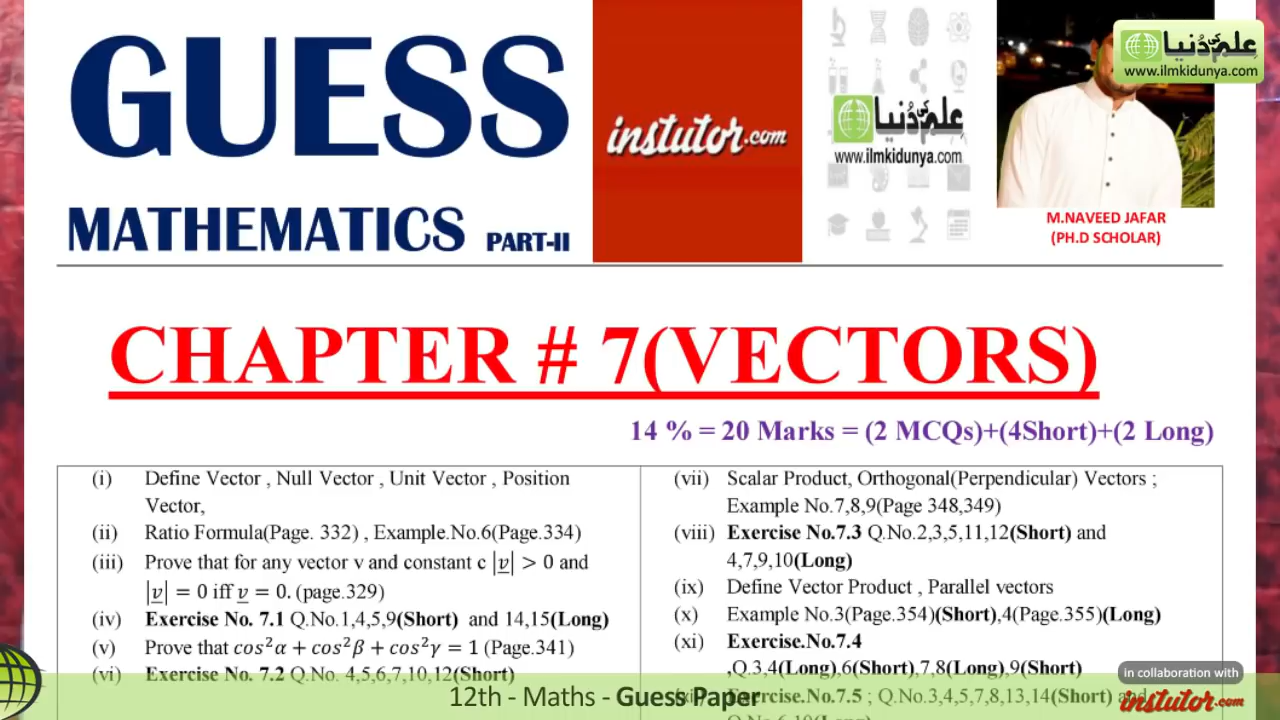 GUESS
MATHEMATICS PART-II
instutor.com
علم کی دنیا
www.ilmkidunya.com
علم کی دنیا
www.ilmkidunya.com
M.NAVEED JAFAR
(PH.D SCHOLAR)
CHAPTER # 7(VECTORS)
14 % = 20 Marks = (2 MCQs)+(4Short)+(2 Long)
(i) Define Vector , Null Vector , Unit Vector , Position
Vector,
(ii) Ratio Formula(Page. 332) , Example.No.6(Page.334)
(iii) Prove that for any vector v and constant c |v| > 0 and
|v| = 0 iff v = 0. (page.329)
(iv) Exercise No. 7.1 Q.No.1,4,5,9(Short) and 14,15(Long)
(v) Prove that cos²α + cos²β + cos²γ = 1 (Page.341)
(vi) Exercise No. 7.2 Q.No. 4,5,6,7,10,12(Short)
(vii) Scalar Product, Orthogonal(Perpendicular) Vectors ;
Example No.7,8,9(Page 348,349)
(viii) Exercise No.7.3 Q.No.2,3,5,11,12(Short) and
4,7,9,10(Long)
(ix) Define Vector Product , Parallel vectors
(x) Example No.3(Page.354)(Short),4(Page.355)(Long)
(xi) Exercise.No.7.4
,Q.3,4(Long),6(Short),7,8(Long),9(Short)
(xii) Exercise.No.7.5 ; Q.No.3,4,5,7,8,13,14(Short) and
12th - Maths - Guess Paper
in collaboration with
instutor.com